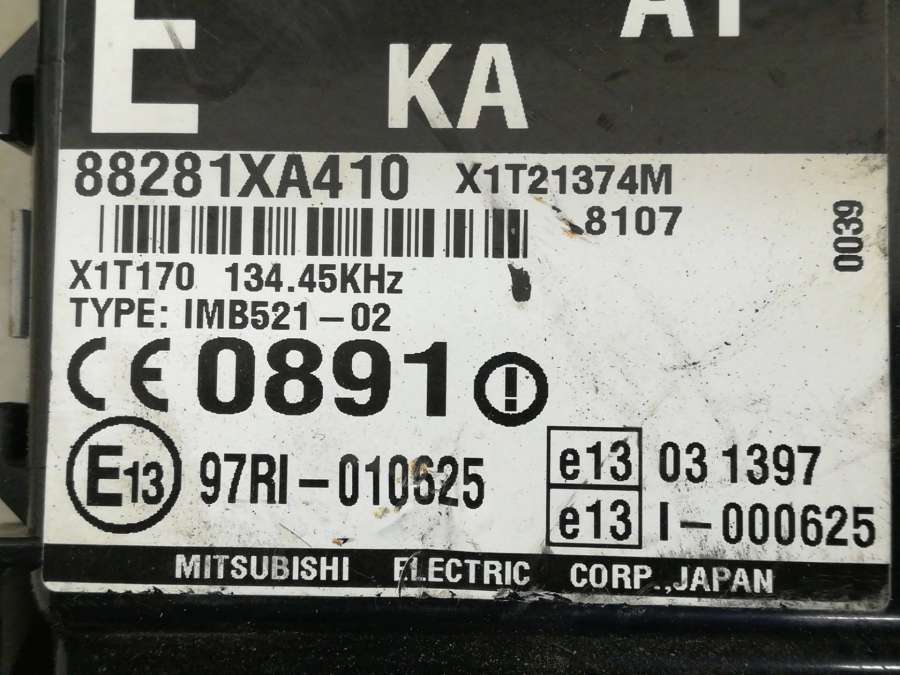 E
AT
KA
88281XA410 X1T21374M
8107
0039
X1T170 134.45KHz
TYPE: IMB521-02
CE 0891
E13 97RI-010625
e13 03 1397
e13 I-000625
MITSUBISHI ELECTRIC CORP.,JAPAN